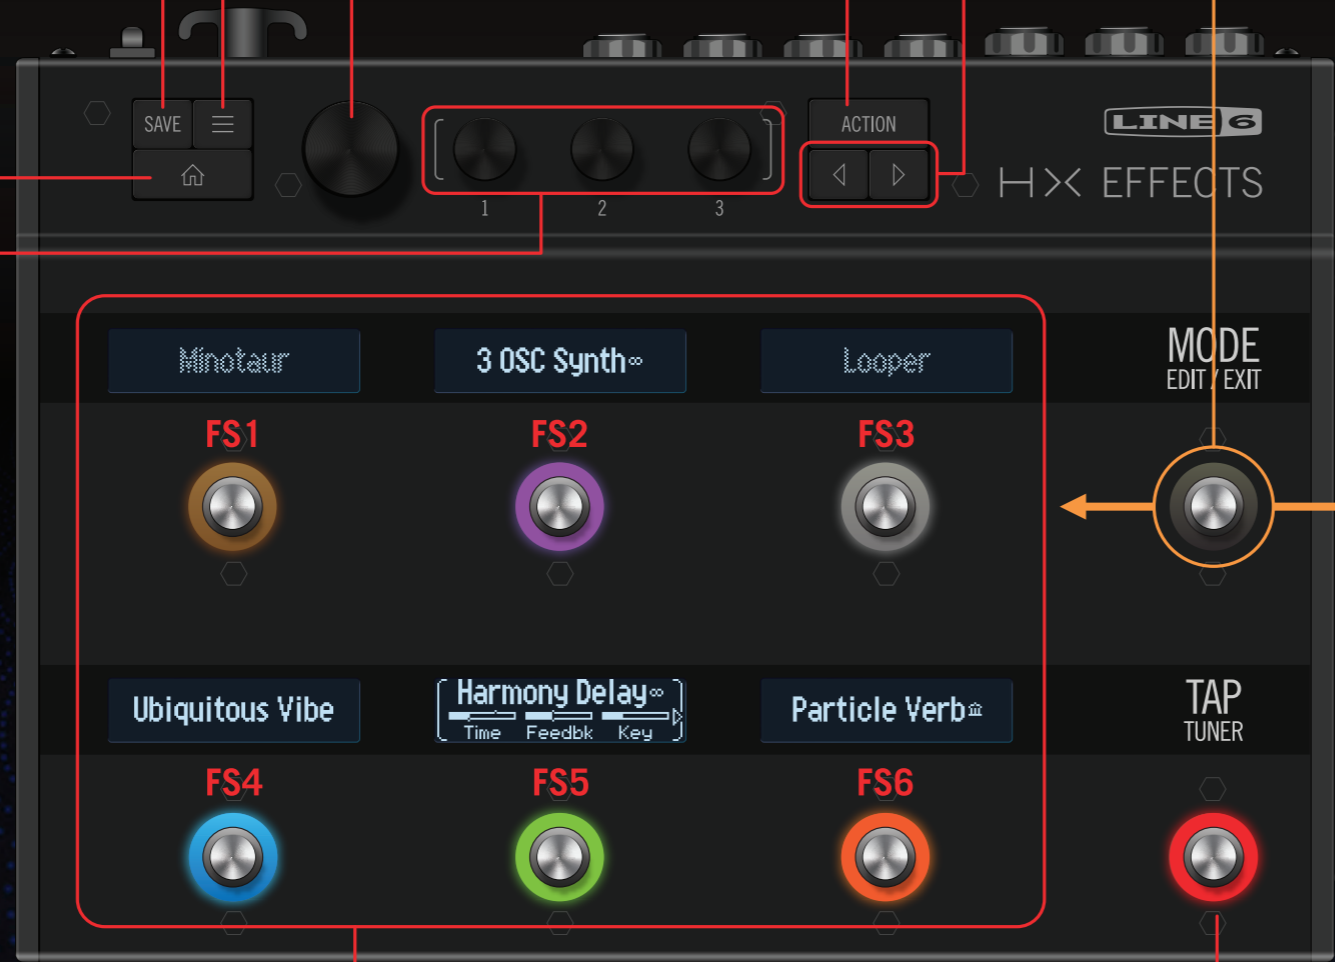 SAVE
ACTION
LINE 6
HX EFFECTS
1 2 3
Minotaur
3 OSC Synth∞
Looper
MODE
EDIT / EXIT
FS1
FS2
FS3
Ubiquitous Vibe
Harmony Delay∞
Time Feedbk Key
Particle Verb
TAP
TUNER
FS4
FS5
FS6